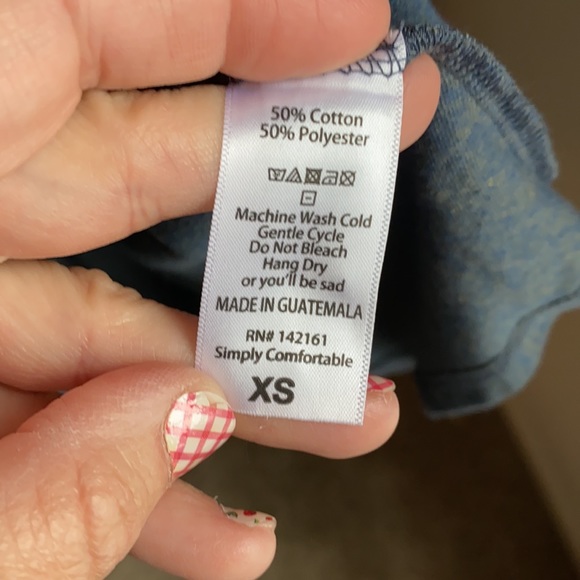 50% Cotton
50% Polyester
Machine Wash Cold
Gentle Cycle
Do Not Bleach
Hang Dry
or you'll be sad
MADE IN GUATEMALA
RN# 142161
Simply Comfortable
XS